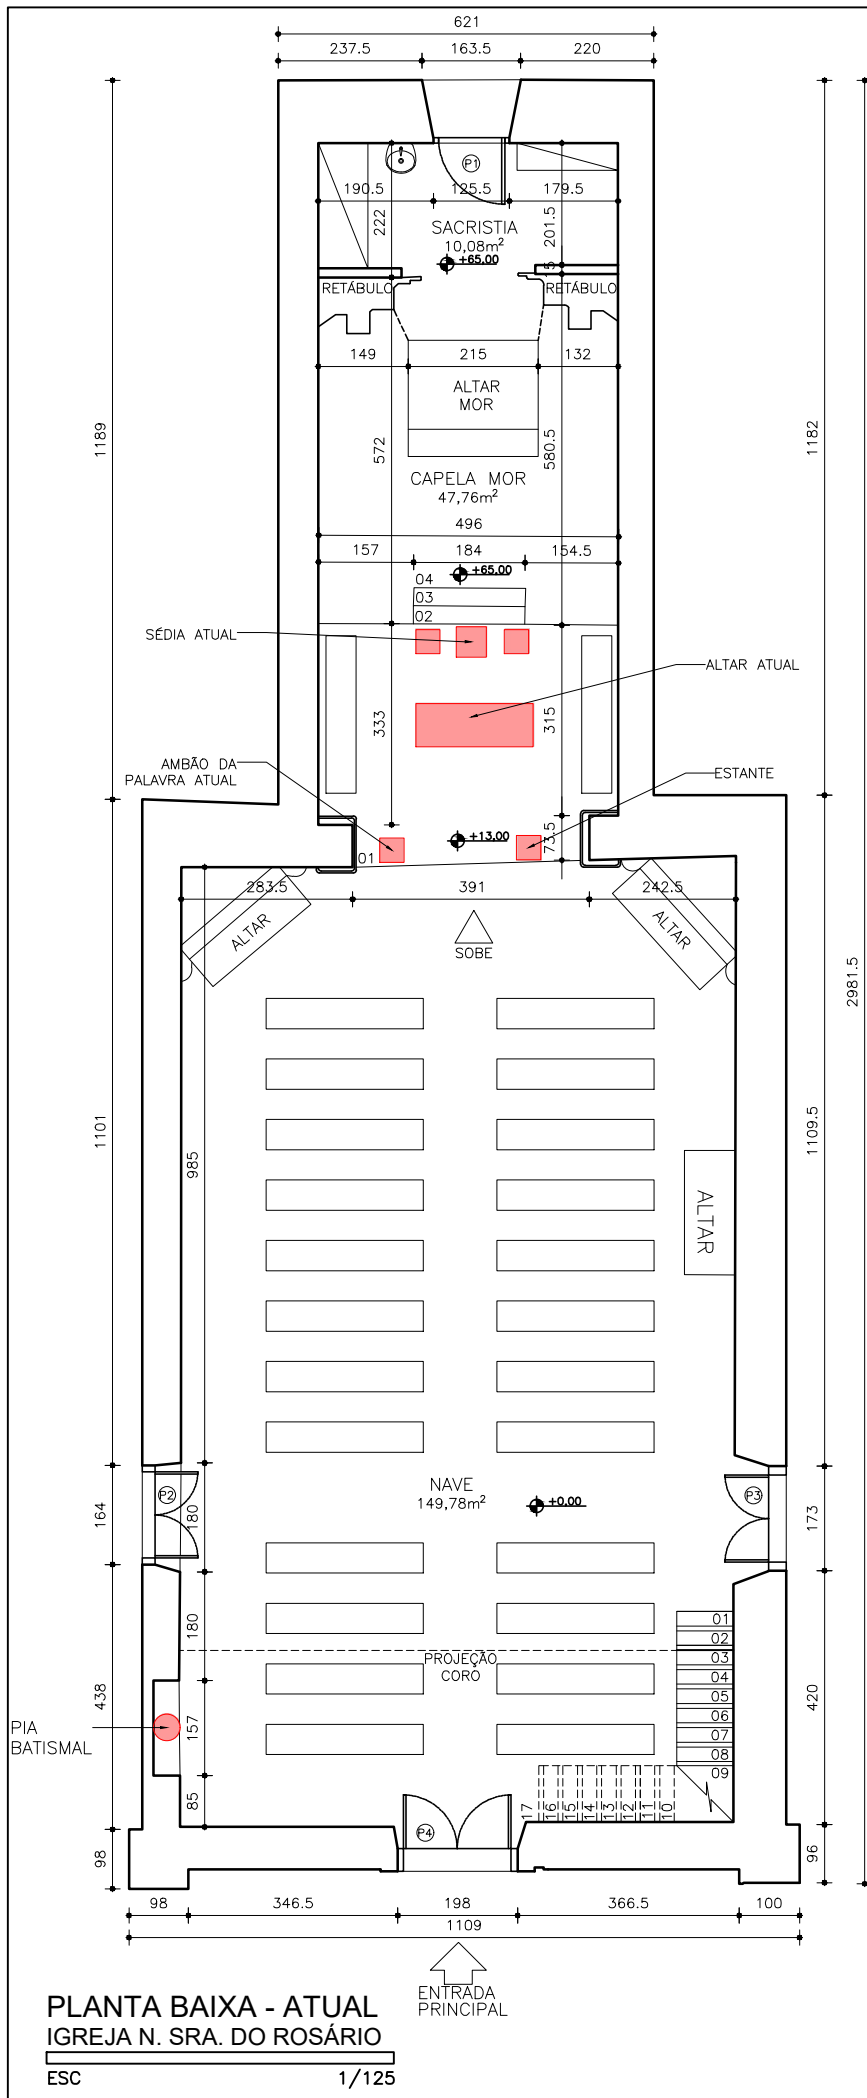 621
237.5 163.5 220
P1
190.5 125.5 179.5
222
201.5
SACRISTIA
10,08m²
+65.00
RETÁBULO
RETÁBULO
149 215 132
ALTAR
MOR
1189
572
580.5
1182
CAPELA MOR
47,76m²
496
157 184 154.5
+65.00
04
03
02
SÉDIA ATUAL
ALTAR ATUAL
333
315
AMBÃO DA
PALAVRA ATUAL
ESTANTE
+13.00
01
73.5
283.5 391 242.5
ALTAR
ALTAR
SOBE
2981.5
1101
985
1109.5
ALTAR
NAVE
149,78m²
+0.00
P2
P3
164
180
173
180
PROJEÇÃO
CORO
01
02
03
04
05
06
07
08
09
438
157
420
PIA
BATISMAL
85
17 16 15 14 13 12 11 10
P4
98
96
98 346.5 198 366.5 100
1109
ENTRADA
PRINCIPAL
PLANTA BAIXA - ATUAL
IGREJA N. SRA. DO ROSÁRIO
ESC 1/125